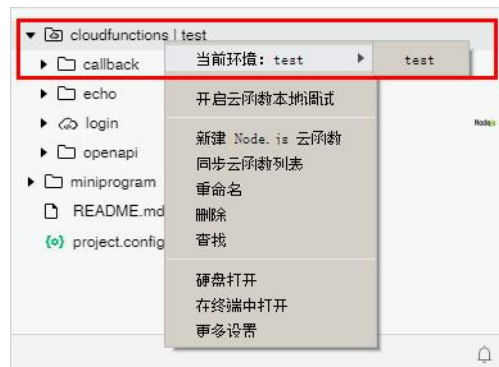 cloudfunctions | test
当前环境: test
test
callback
echo
开启云函数本地调试
login
新建 Node.js 云函数
openapi
同步云函数列表
miniprogram
重命名
README.md
删除
project.config
查找
硬盘打开
在终端中打开
更多设置
Node.js